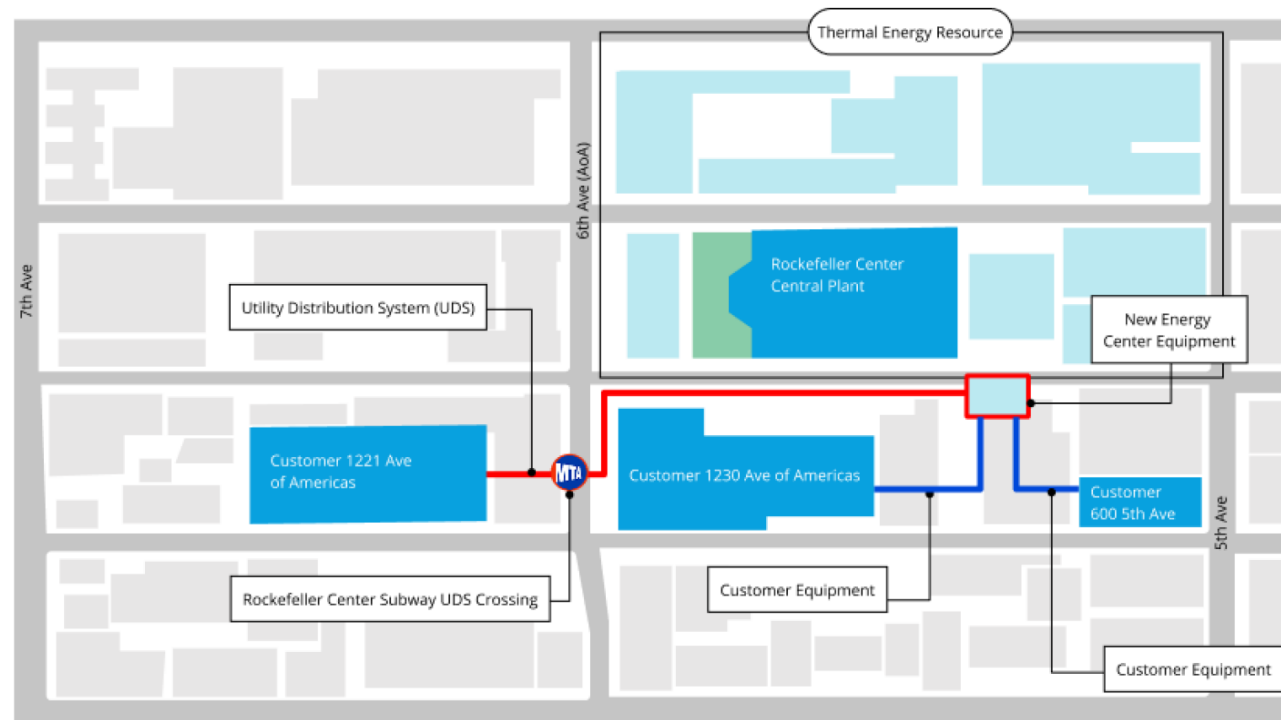 Thermal Energy Resource
6th Ave (AoA)
7th Ave
Rockefeller Center
Central Plant
Utility Distribution System (UDS)
New Energy
Center Equipment
Customer 1221 Ave
of Americas
MTA
Customer 1230 Ave of Americas
Customer
600 5th Ave
5th Ave
Rockefeller Center Subway UDS Crossing
Customer Equipment
Customer Equipment